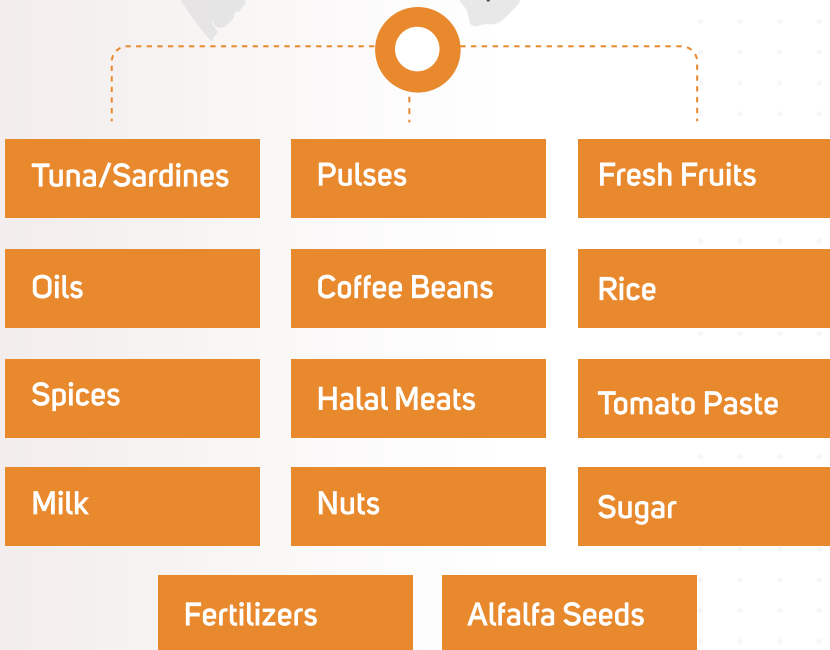 Tuna/Sardines
Pulses
Fresh Fruits
Oils
Coffee Beans
Rice
Spices
Halal Meats
Tomato Paste
Milk
Nuts
Sugar
Fertilizers
Alfalfa Seeds